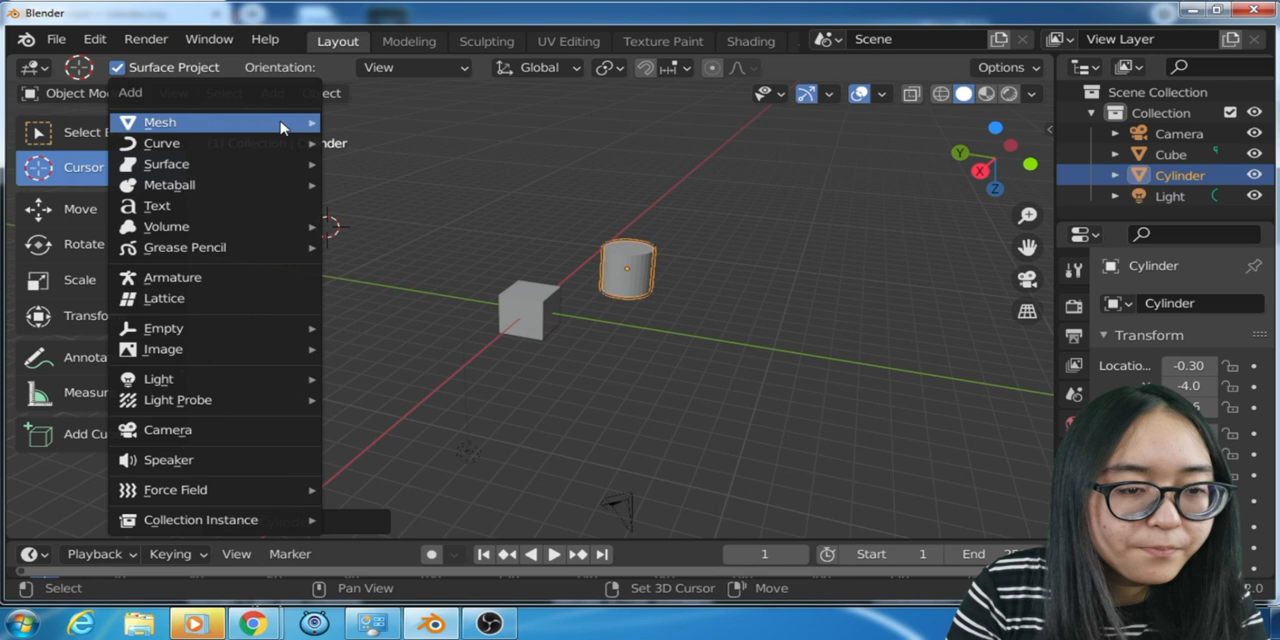 Blender
File Edit Render Window Help Layout Modeling Sculpting UV Editing Texture Paint Shading Scene View Layer
Surface Project Orientation: View Global Options
Object Mo Add Object
Add
Mesh
Curve
Surface
Metaball
Text
Volume
Grease Pencil
Armature
Lattice
Empty
Image
Light
Light Probe
Camera
Speaker
Force Field
Collection Instance
Select
Cursor
Move
Rotate
Scale
Transfo
Annota
Measur
Add Cu
Y
X
Z
Scene Collection
Collection
Camera
Cube
Cylinder
Light
Cylinder
Cylinder
Transform
Locatio... -0.30
-4.0
Playback Keying View Marker 1 Start 1 End
Select Pan View Set 3D Cursor Move